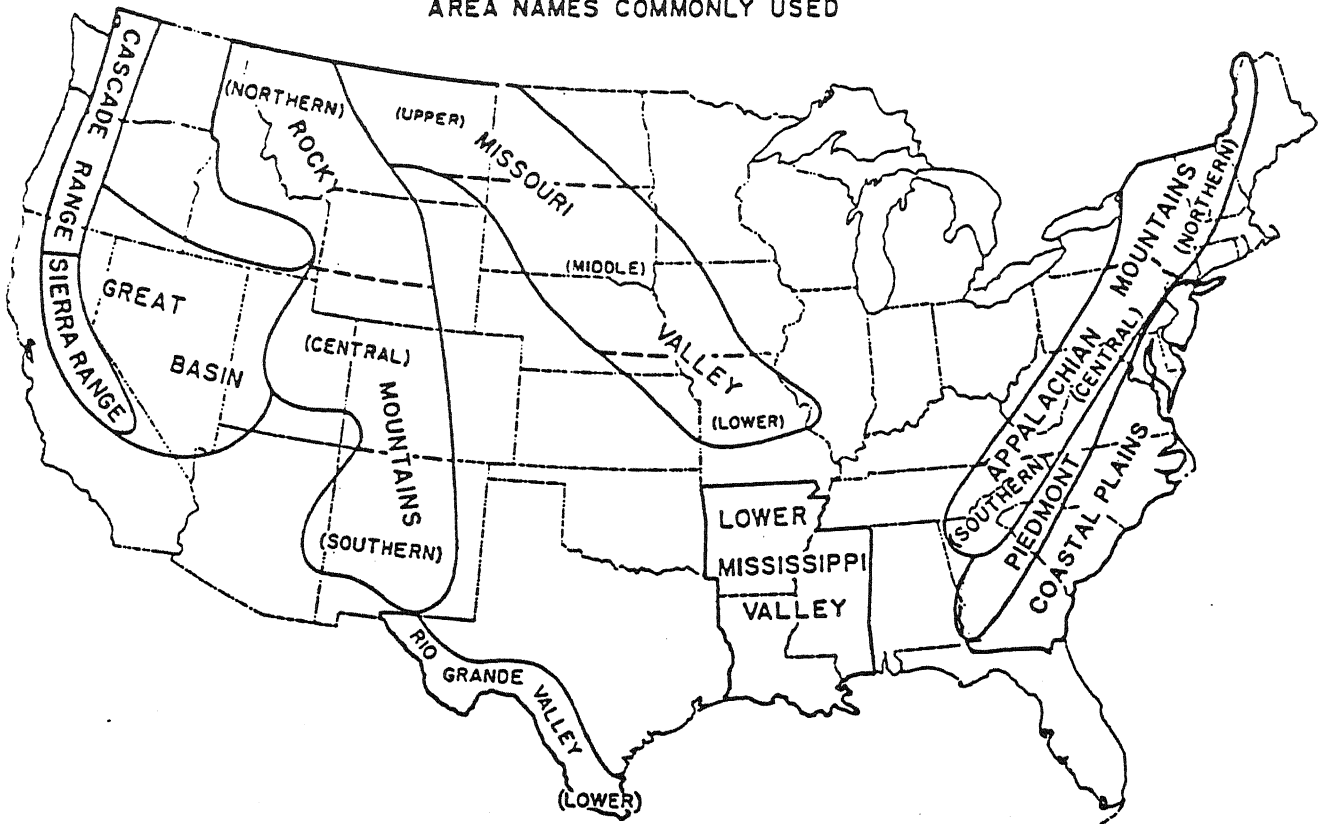 AREA NAMES COMMONLY USED
CASCADE RANGE
SIERRA RANGE
GREAT
BASIN
(NORTHERN)
ROCKY
(CENTRAL)
MOUNTAINS
(SOUTHERN)
(UPPER)
MISSOURI
(MIDDLE)
VALLEY
(LOWER)
LOWER
MISSISSIPPI
VALLEY
RIO
GRANDE
VALLEY
(LOWER)
APPALACHIAN MOUNTAINS
(NORTHERN)
(CENTRAL)
(SOUTHERN)
PIEDMONT
COASTAL PLAINS